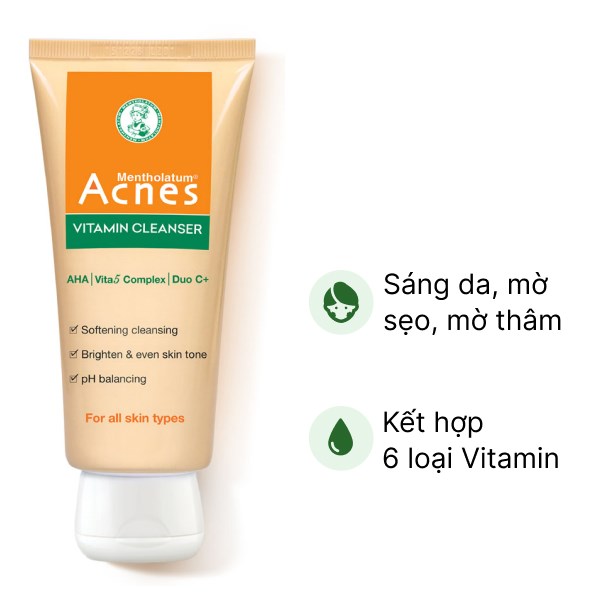 Mentholatum®
Acnes
VITAMIN CLEANSER
AHA | Vita5 Complex | Duo C+
☑ Softening cleansing
☑ Brighten & even skin tone
☑ pH balancing
For all skin types
Sáng da, mờ
sẹo, mờ thâm
Kết hợp
6 loại Vitamin